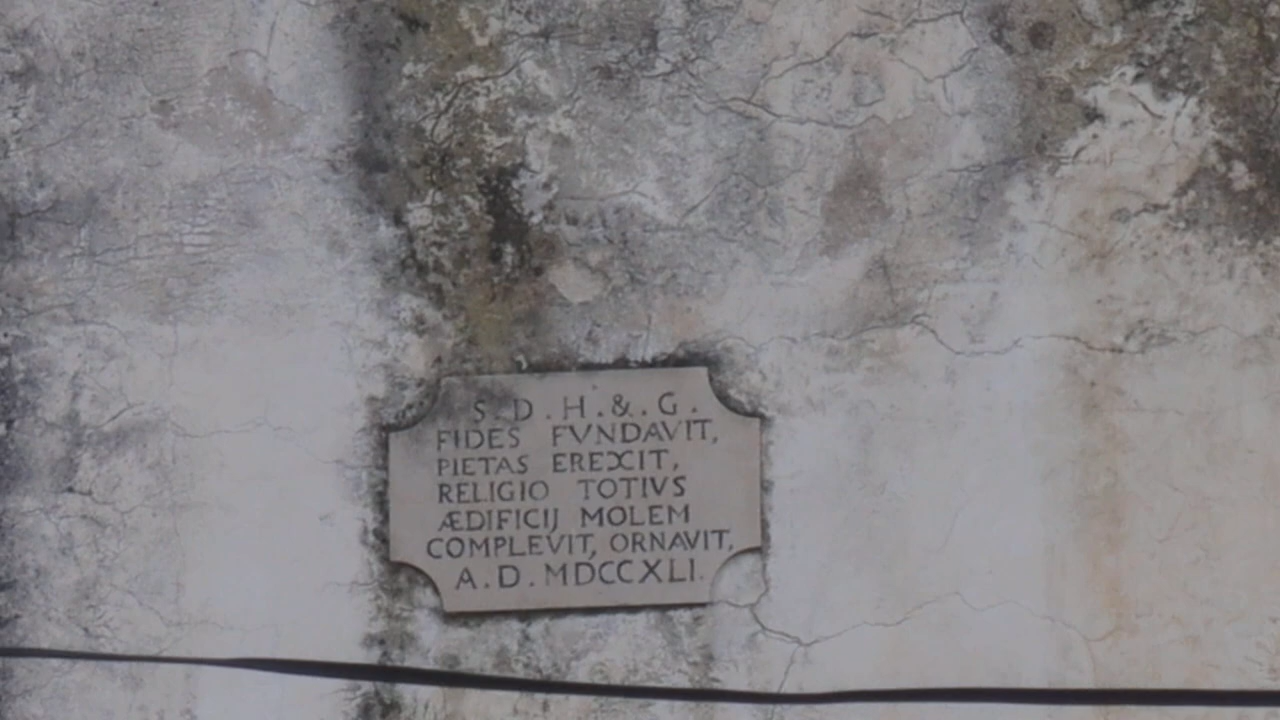 S . D . H . & . G .
FIDES FVNDAVIT,
PIETAS EREXIT,
RELIGIO TOTIVS
ÆDIFICIJ MOLEM
COMPLEVIT, ORNAVIT,
A . D . MDCCXLI.